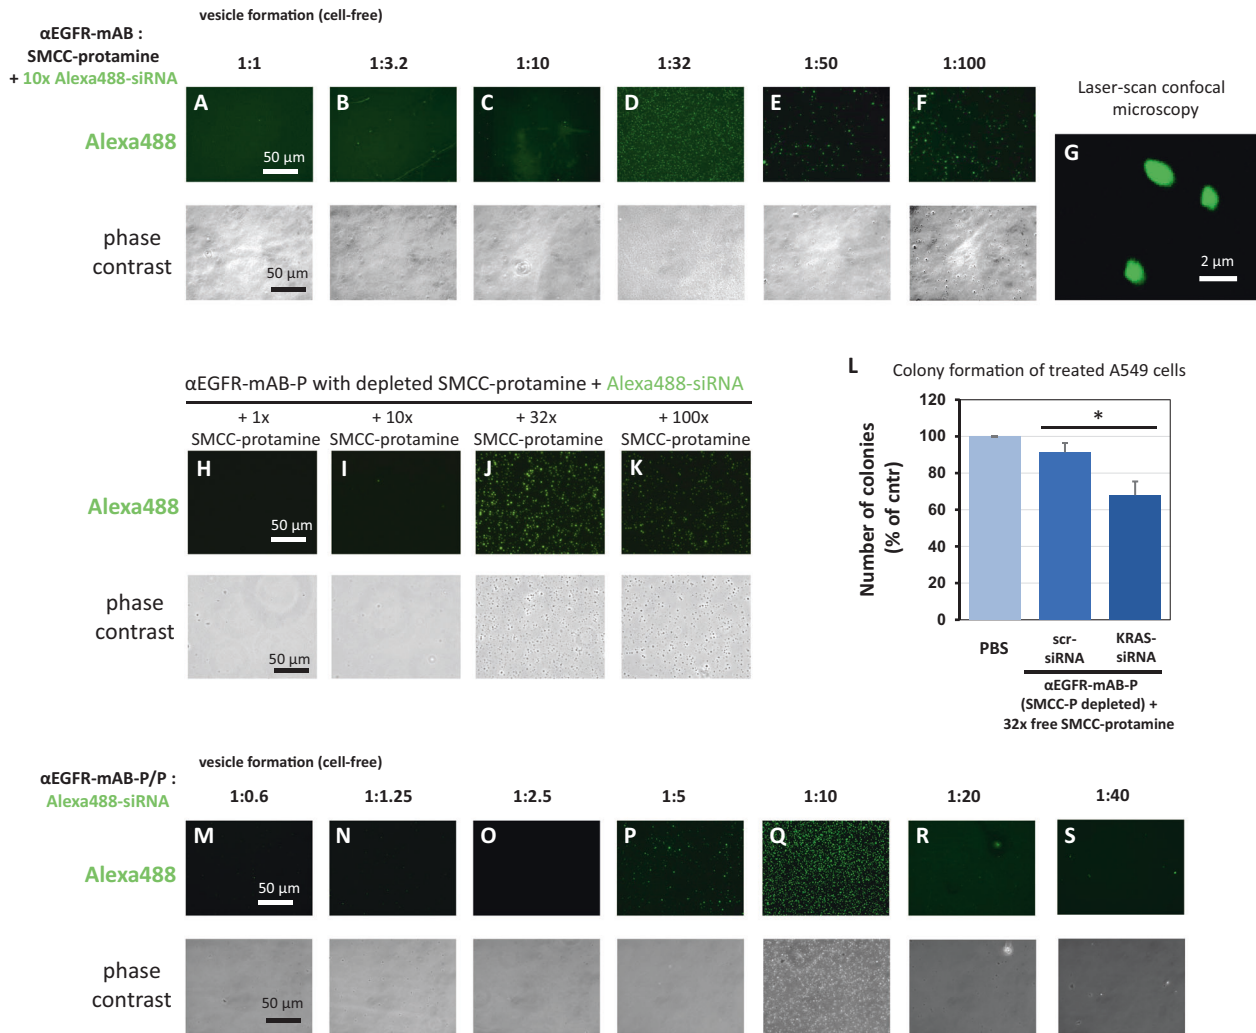 vesicle formation (cell-free)
αEGFR-mAB :
SMCC-protamine
+ 10x Alexa488-siRNA
1:1
1:3.2
1:10
1:32
1:50
1:100
Laser-scan confocal
microscopy
Alexa488
A
50 µm
B
C
D
E
F
G
2 µm
phase
contrast
50 µm
αEGFR-mAB-P with depleted SMCC-protamine + Alexa488-siRNA
+ 1x
SMCC-protamine
+ 10x
SMCC-protamine
+ 32x
SMCC-protamine
+ 100x
SMCC-protamine
Alexa488
H
50 µm
I
J
K
phase
contrast
50 µm
L
Colony formation of treated A549 cells
Number of colonies
(% of cntr)
120
100
80
60
40
20
0
*
PBS
scr-
siRNA
KRAS-
siRNA
αEGFR-mAB-P
(SMCC-P depleted) +
32x free SMCC-protamine
vesicle formation (cell-free)
αEGFR-mAB-P/P :
Alexa488-siRNA
1:0.6
1:1.25
1:2.5
1:5
1:10
1:20
1:40
Alexa488
M
50 µm
N
O
P
Q
R
S
phase
contrast
50 µm